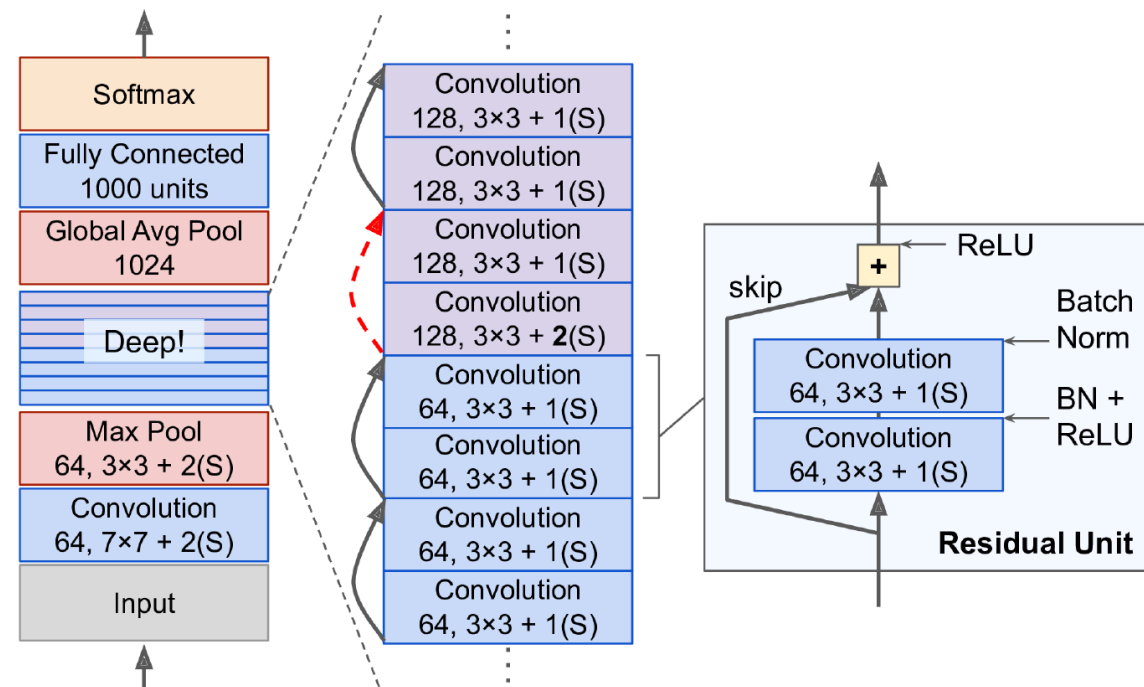 Softmax
Fully Connected
1000 units
Global Avg Pool
1024
Deep!
Max Pool
64, 3×3 + 2(S)
Convolution
64, 7×7 + 2(S)
Input
Convolution
128, 3×3 + 1(S)
Convolution
128, 3×3 + 1(S)
Convolution
128, 3×3 + 1(S)
Convolution
128, 3×3 + 2(S)
Convolution
64, 3×3 + 1(S)
Convolution
64, 3×3 + 1(S)
Convolution
64, 3×3 + 1(S)
Convolution
64, 3×3 + 1(S)
+
ReLU
skip
Batch
Norm
Convolution
64, 3×3 + 1(S)
BN +
ReLU
Convolution
64, 3×3 + 1(S)
Residual Unit